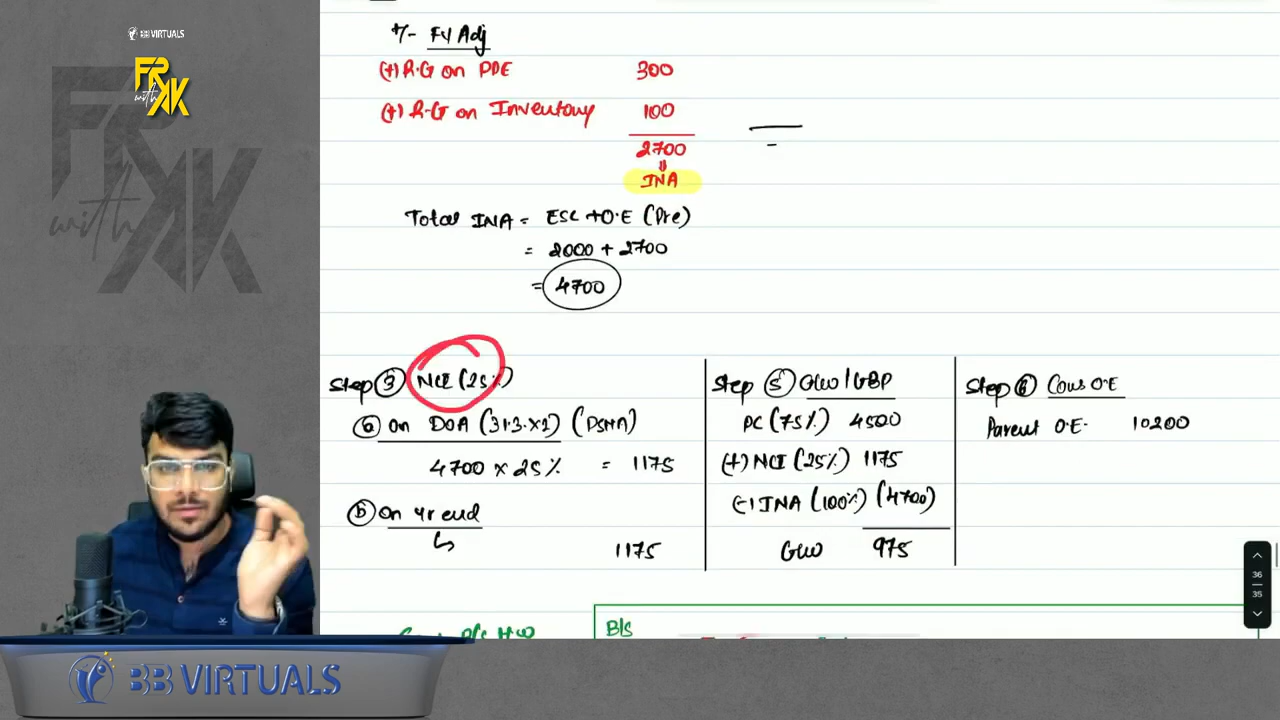 BB VIRTUALS
FR
with
AK
+/- FV Adj
(+) R.G on PPE 300
(+) R.G on Inventory 100
2700
INA
Total INA = ESC + O.E (Pre)
= 2000 + 2700
= 4700
Step ③ NCI (25%)
ⓐ on DOA (31.3.x1) (PSNA)
4700 x 25% = 1175
ⓑ on yr end
1175
Step ⑤ GW/GBP
PC (75%) 4500
(+) NCI (25%) 1175
(-) INA (100%) (4700)
GW 975
Step ⑥ Cons O.E
Parent O.E. 10200
36
35
B/S
BB VIRTUALS